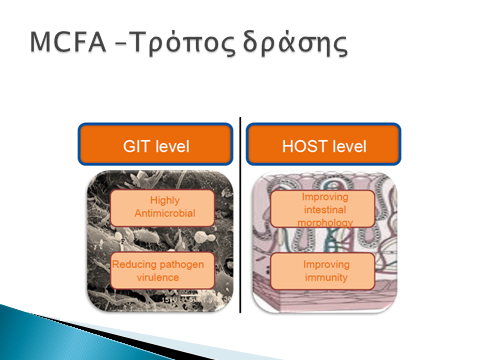 MCFA –Τρόπος δράσης
GIT level
HOST level
Highly
Antimicrobial
Reducing pathogen
virulence
Improving
intestinal
morphology
Improving
immunity